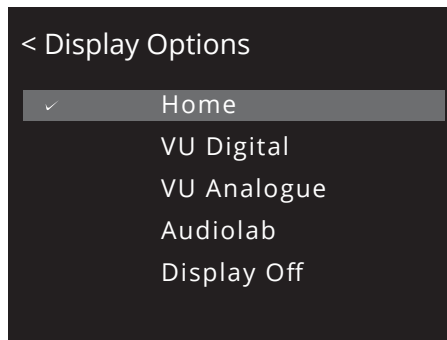 < Display Options
✓ Home
VU Digital
VU Analogue
Audiolab
Display Off